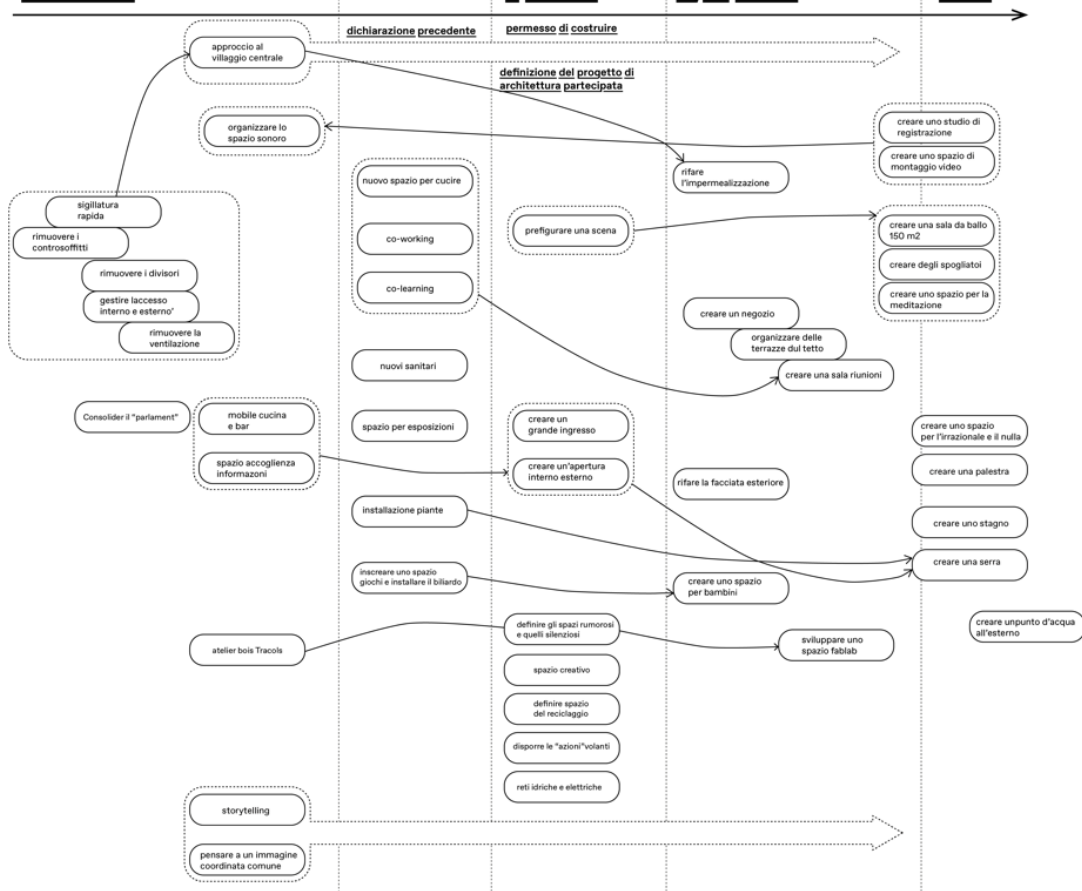 dichiarazione precedente
permesso di costruire
approccio al
villaggio centrale
definizione del progetto di
architettura partecipata
organizzare lo
spazio sonoro
creare uno studio di
registrazione
creare uno spazio di
montaggio video
rifare
l'impermealizzazione
nuovo spazio per cucire
sigillatura
rapida
rimuovere i
controsoffitti
prefigurare una scena
creare una sala da ballo
150 m2
co-working
rimuovere i divisori
co-learning
creare degli spogliatoi
gestire laccesso
interno e esterno'
creare uno spazio per la
meditazione
creare un negozio
rimuovere la
ventilazione
organizzare delle
terrazze dul tetto
nuovi sanitari
creare una sala riunioni
Consolider il "parlament"
mobile cucina
e bar
spazio per esposizioni
creare un
grande ingresso
creare uno spazio
per l'irrazionale e il nulla
spazio accoglienza
informazoni
creare un'apertura
interno esterno
rifare la facciata esteriore
creare una palestra
installazione piante
creare uno stagno
creare una serra
inscreare uno spazio
giochi e installare il biliardo
creare uno spazio
per bambini
definire gli spazi rumorosi
e quelli silenziosi
creare unpunto d'acqua
all'esterno
atelier bois Tracols
sviluppare uno
spazio fablab
spazio creativo
definire spazio
del reciclaggio
disporre le "azioni"volanti
reti idriche e elettriche
storytelling
pensare a un immagine
coordinata comune